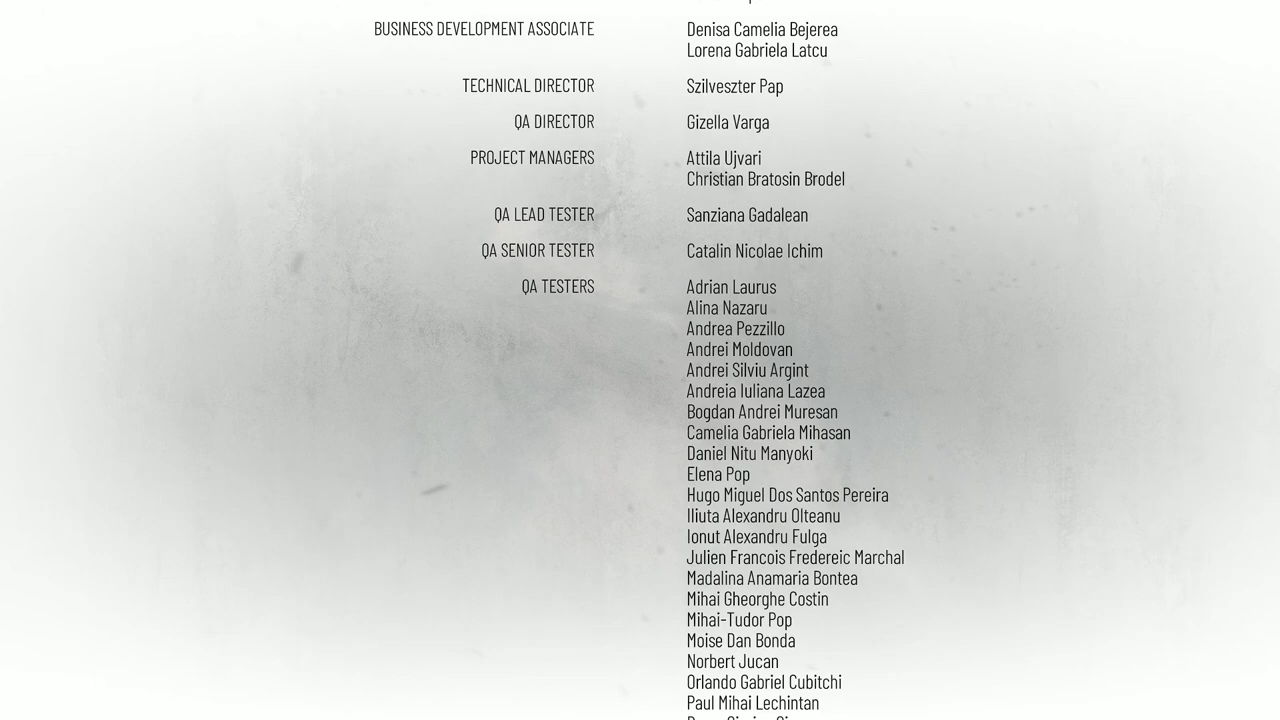 BUSINESS DEVELOPMENT ASSOCIATE Denisa Camelia Bejerea
Lorena Gabriela Latcu
TECHNICAL DIRECTOR Szilveszter Pap
QA DIRECTOR Gizella Varga
PROJECT MANAGERS Attila Ujvari
Christian Bratosin Brodel
QA LEAD TESTER Sanziana Gadalean
QA SENIOR TESTER Catalin Nicolae Ichim
QA TESTERS Adrian Laurus
Alina Nazaru
Andrea Pezzillo
Andrei Moldovan
Andrei Silviu Argint
Andreia Iuliana Lazea
Bogdan Andrei Muresan
Camelia Gabriela Mihasan
Daniel Nitu Manyoki
Elena Pop
Hugo Miguel Dos Santos Pereira
Iliuta Alexandru Olteanu
Ionut Alexandru Fulga
Julien Francois Fredereic Marchal
Madalina Anamaria Bontea
Mihai Gheorghe Costin
Mihai-Tudor Pop
Moise Dan Bonda
Norbert Jucan
Orlando Gabriel Cubitchi
Paul Mihai Lechintan